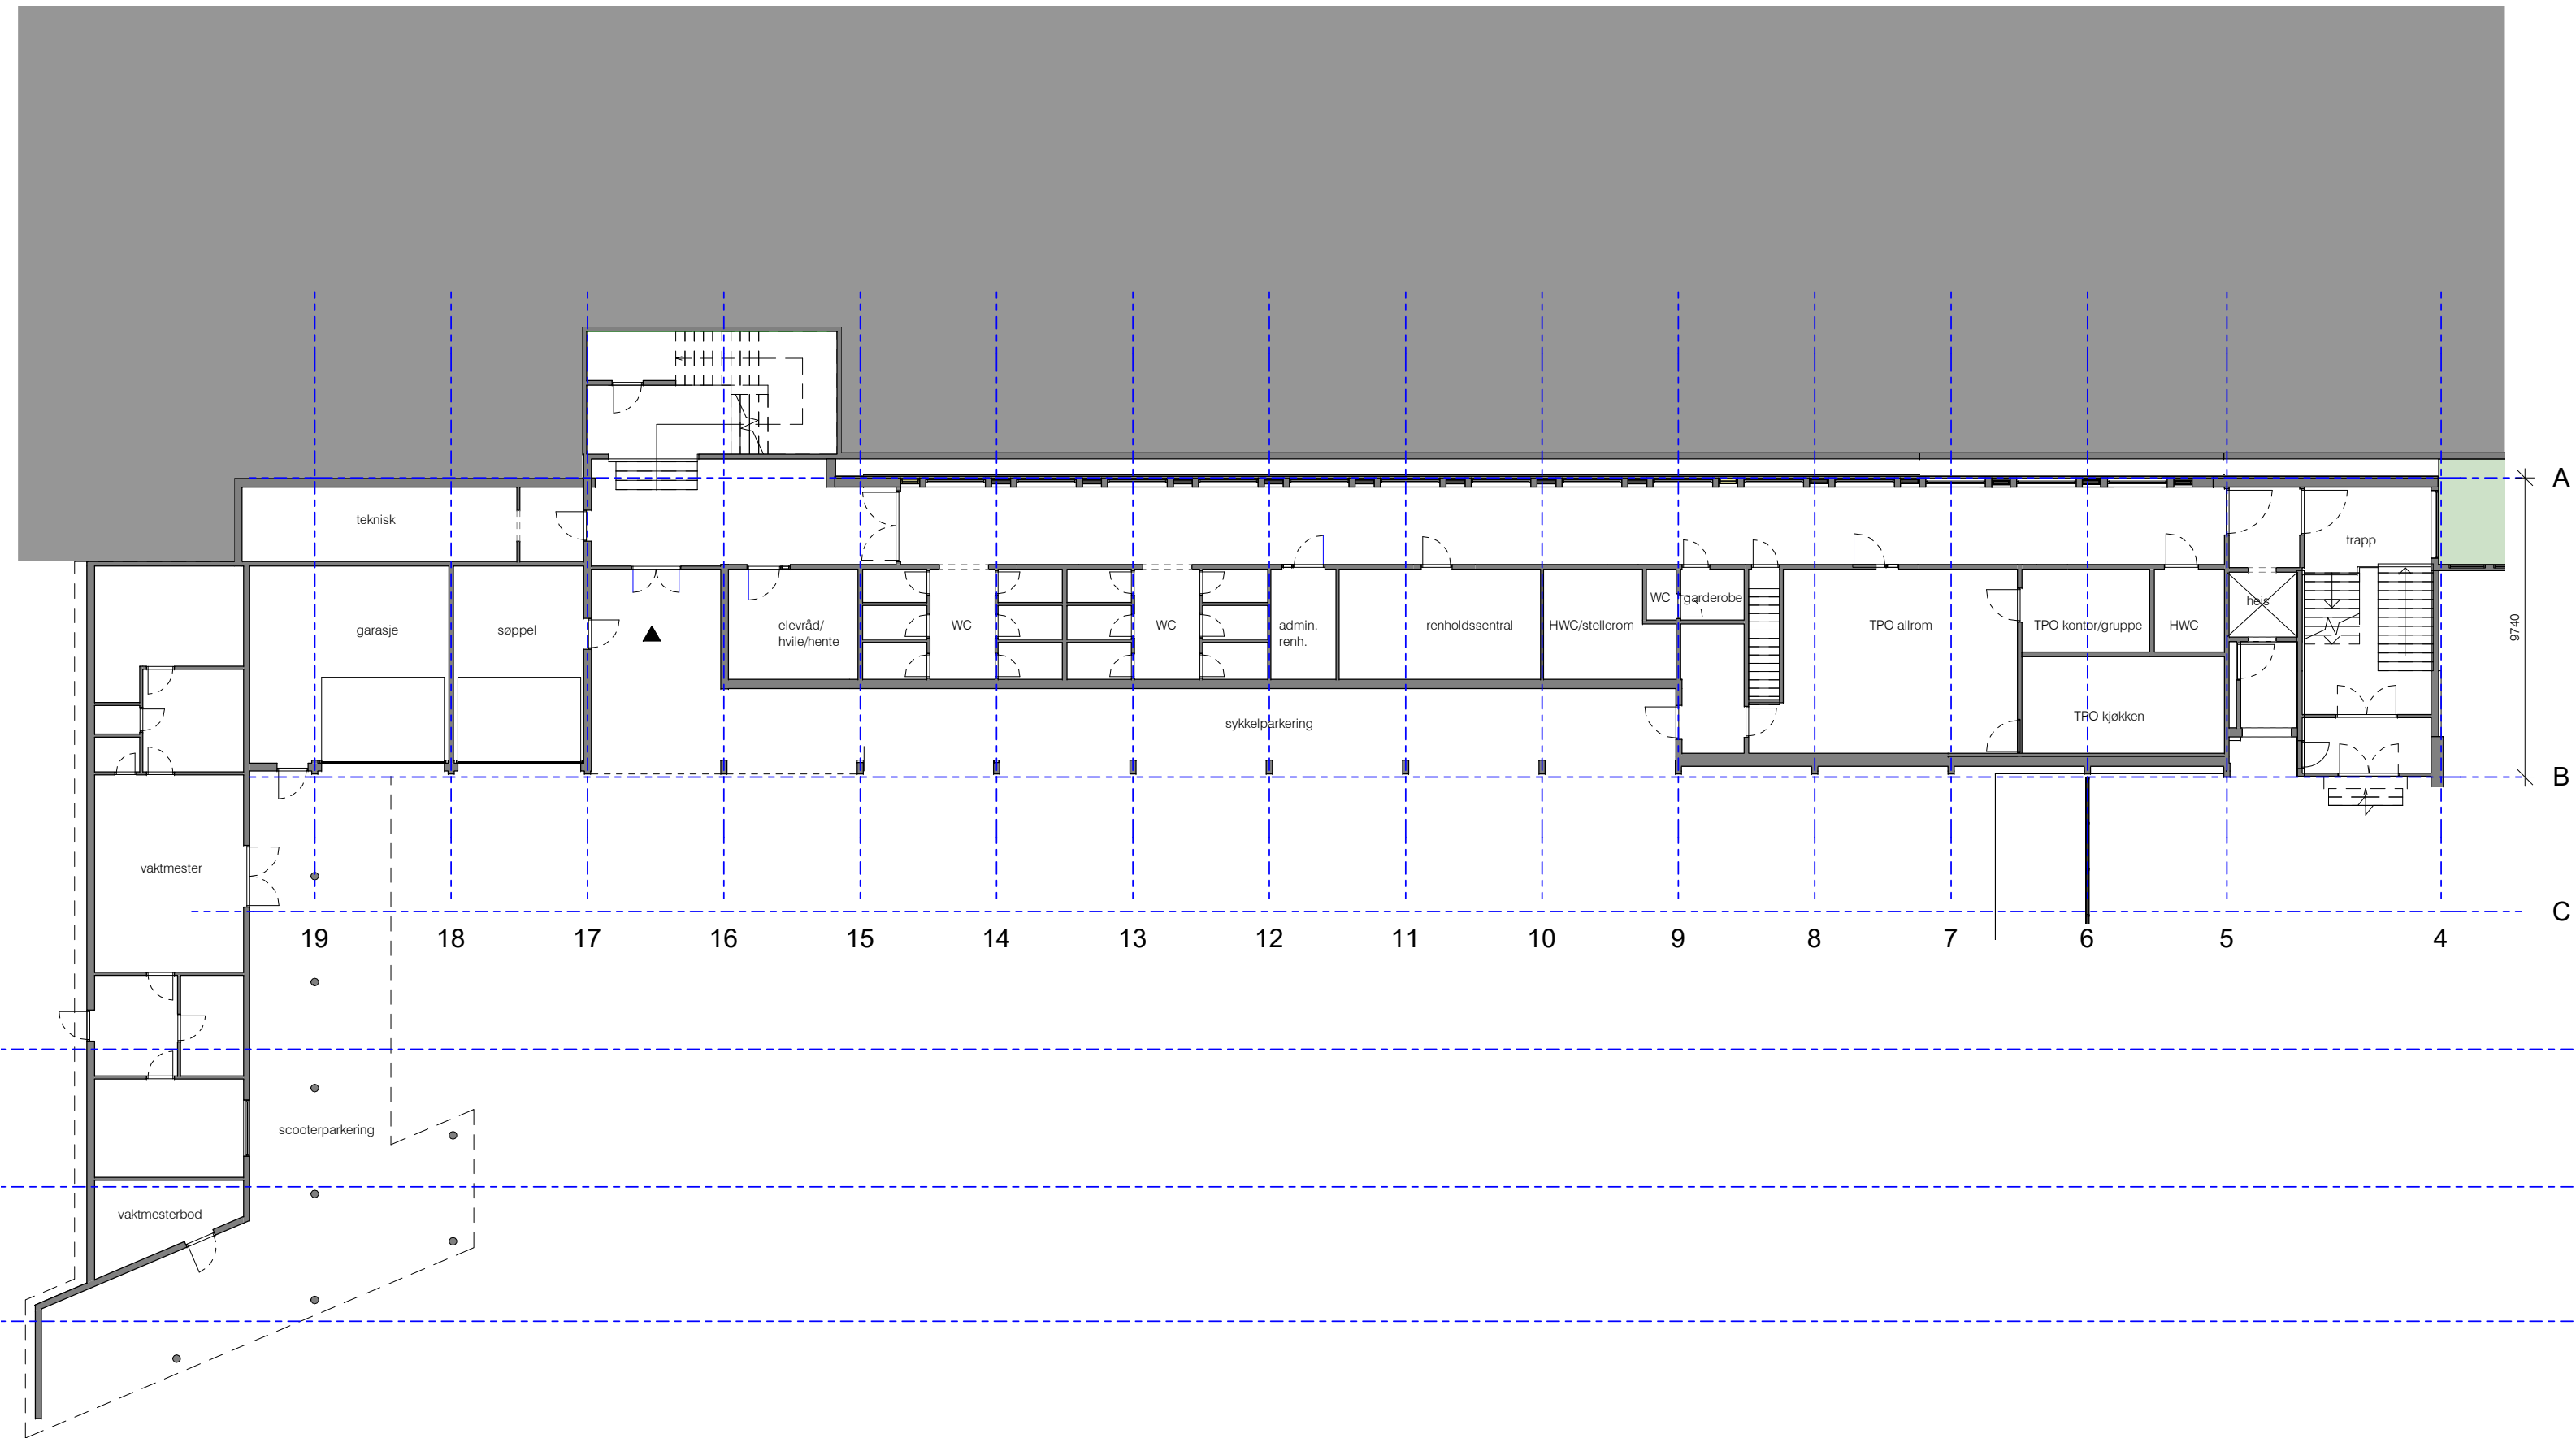 A
teknisk
trapp
WC
garderobe
heis
garasje
søppel
elevråd/
hvile/hente
WC
WC
admin.
renh.
renholdssentral
HWC/stellerom
TPO allrom
TPO kontor/gruppe
HWC
9740
sykkelparkering
TPO kjøkken
B
vaktmester
C
19 18 17 16 15 14 13 12 11 10 9 8 7 6 5 4
scooterparkering
vaktmesterbod